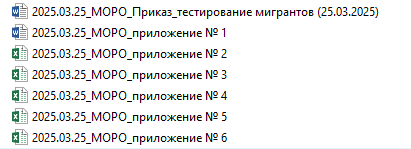 2025.03.25_МОРО_Приказ_тестирование мигрантов (25.03.2025)
2025.03.25_МОРО_приложение № 1
2025.03.25_МОРО_приложение № 2
2025.03.25_МОРО_приложение № 3
2025.03.25_МОРО_приложение № 4
2025.03.25_МОРО_приложение № 5
2025.03.25_МОРО_приложение № 6